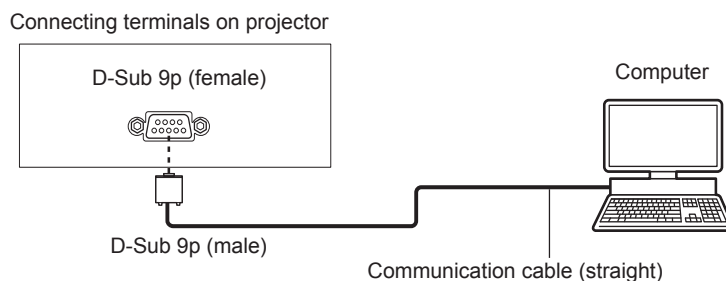 Connecting terminals on projector
D-Sub 9p (female)
Computer
D-Sub 9p (male)
Communication cable (straight)